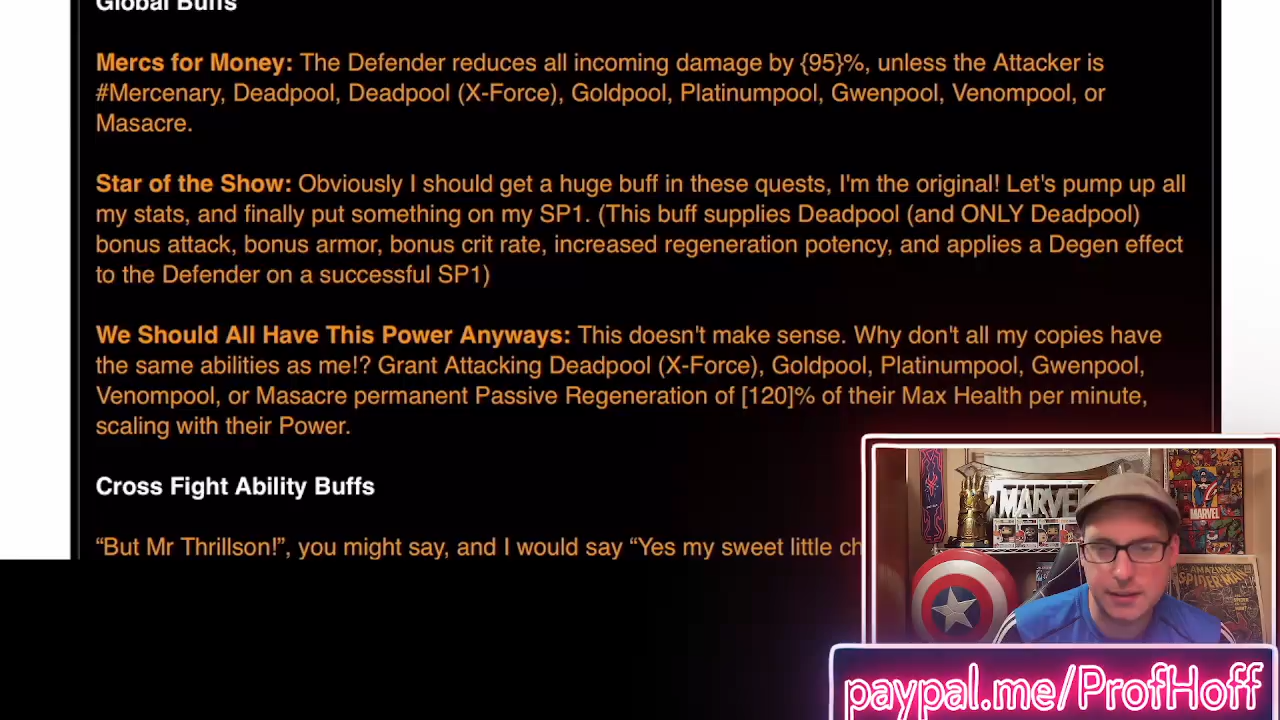 Global Buffs
Mercs for Money: The Defender reduces all incoming damage by {95}%, unless the Attacker is
#Mercenary, Deadpool, Deadpool (X-Force), Goldpool, Platinumpool, Gwenpool, Venompool, or
Masacre.
Star of the Show: Obviously I should get a huge buff in these quests, I'm the original! Let's pump up all
my stats, and finally put something on my SP1. (This buff supplies Deadpool (and ONLY Deadpool)
bonus attack, bonus armor, bonus crit rate, increased regeneration potency, and applies a Degen effect
to the Defender on a successful SP1)
We Should All Have This Power Anyways: This doesn't make sense. Why don't all my copies have
the same abilities as me!? Grant Attacking Deadpool (X-Force), Goldpool, Platinumpool, Gwenpool,
Venompool, or Masacre permanent Passive Regeneration of [120]% of their Max Health per minute,
scaling with their Power.
Cross Fight Ability Buffs
“But Mr Thrillson!”, you might say, and I would say “Yes my sweet little ch
MARVEL
MARVEL
AMAZING
SPIDER-MAN
paypal.me/ProfHoff